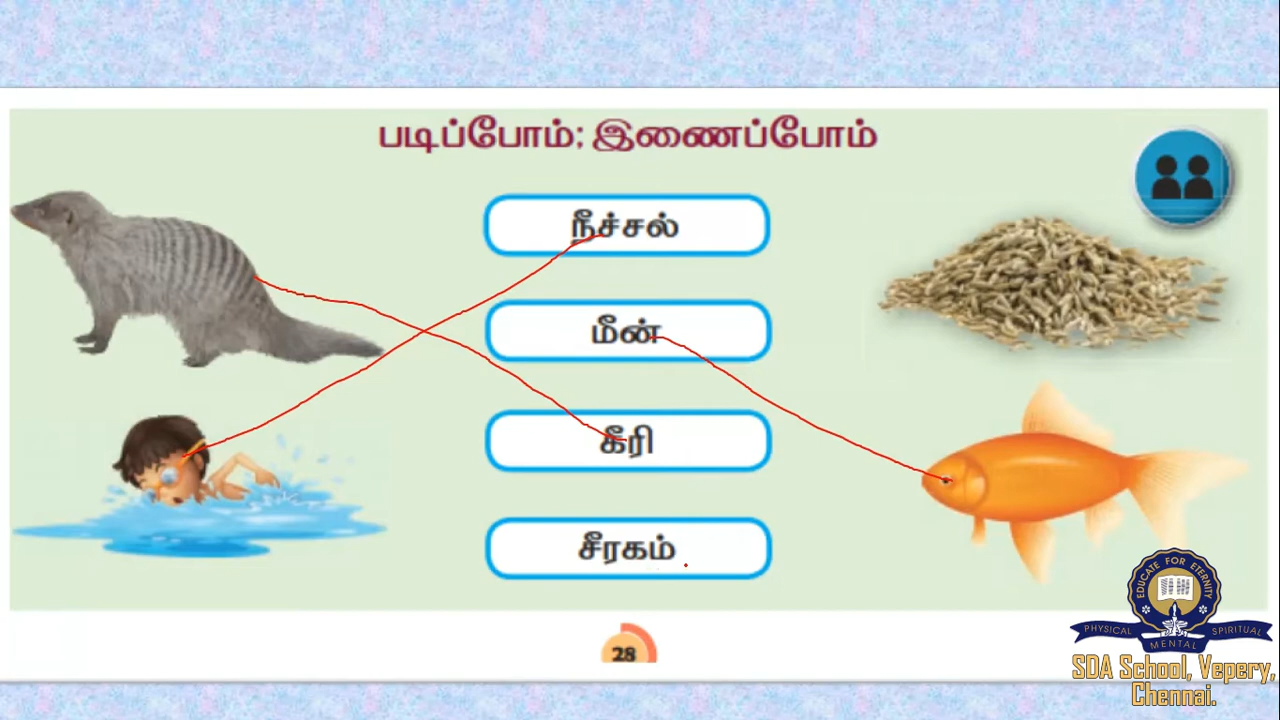 படிப்போம்; இணைப்போம்
நீச்சல்
மீன்
கீரி
சீரகம்
28
EDUCATE FOR ETERNITY
PHYSICAL MENTAL SPIRITUAL
SDA School, Vepery,
Chennai.